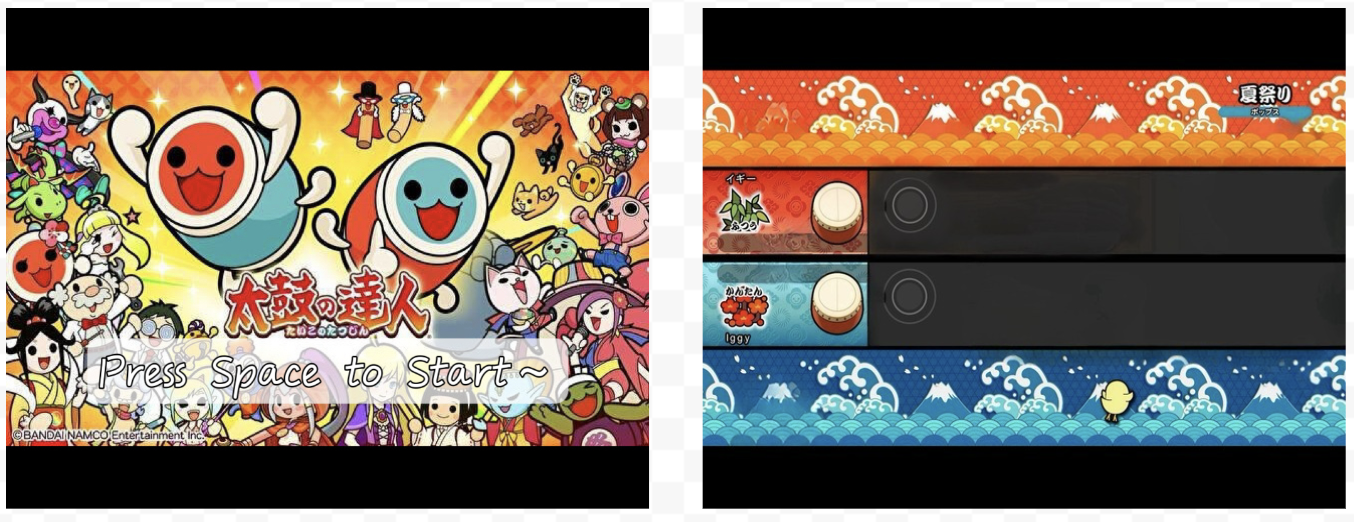 太鼓の達人
たいこのたつじん
Press Space to Start~
©BANDAI NAMCO Entertainment Inc.
夏祭り
ポップス
イギー
ふつう
かんたん
Iggy